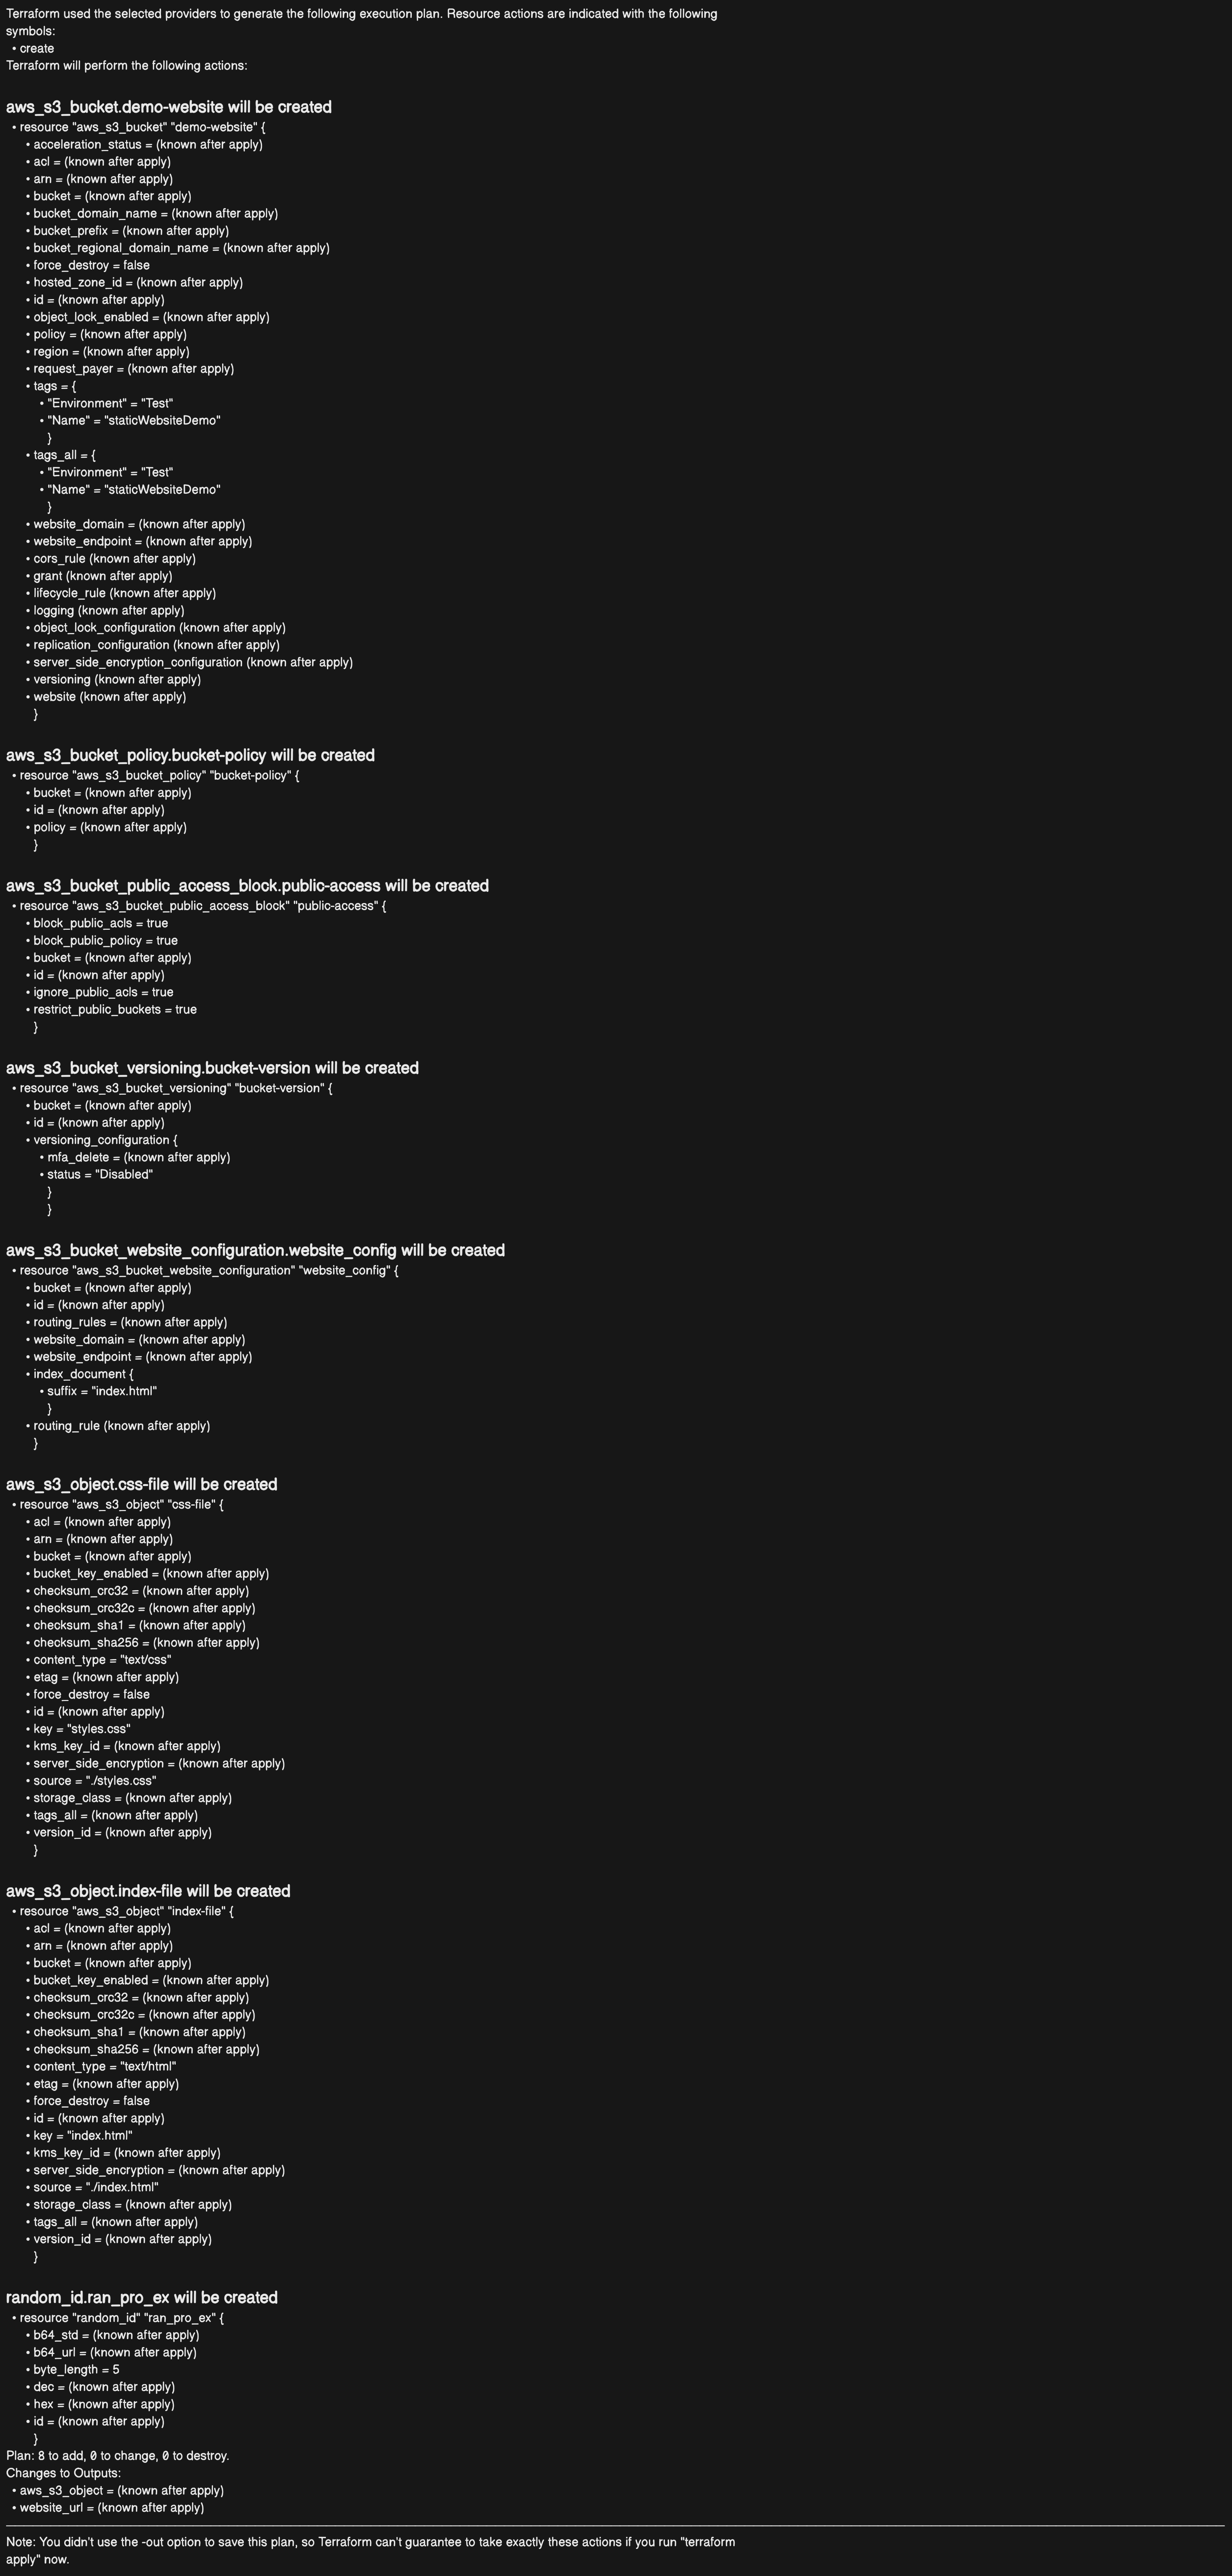 Terraform used the selected providers to generate the following execution plan. Resource actions are indicated with the following
symbols:
• create
Terraform will perform the following actions:
aws_s3_bucket.demo-website will be created
• resource "aws_s3_bucket" "demo-website" {
• acceleration_status = (known after apply)
• acl = (known after apply)
• arn = (known after apply)
• bucket = (known after apply)
• bucket_domain_name = (known after apply)
• bucket_prefix = (known after apply)
• bucket_regional_domain_name = (known after apply)
• force_destroy = false
• hosted_zone_id = (known after apply)
• id = (known after apply)
• object_lock_enabled = (known after apply)
• policy = (known after apply)
• region = (known after apply)
• request_payer = (known after apply)
• tags = {
• "Environment" = "Test"
• "Name" = "staticWebsiteDemo"
}
• tags_all = {
• "Environment" = "Test"
• "Name" = "staticWebsiteDemo"
}
• website_domain = (known after apply)
• website_endpoint = (known after apply)
• cors_rule (known after apply)
• grant (known after apply)
• lifecycle_rule (known after apply)
• logging (known after apply)
• object_lock_configuration (known after apply)
• replication_configuration (known after apply)
• server_side_encryption_configuration (known after apply)
• versioning (known after apply)
• website (known after apply)
}
aws_s3_bucket_policy.bucket-policy will be created
• resource "aws_s3_bucket_policy" "bucket-policy" {
• bucket = (known after apply)
• id = (known after apply)
• policy = (known after apply)
}
aws_s3_bucket_public_access_block.public-access will be created
• resource "aws_s3_bucket_public_access_block" "public-access" {
• block_public_acls = true
• block_public_policy = true
• bucket = (known after apply)
• id = (known after apply)
• ignore_public_acls = true
• restrict_public_buckets = true
}
aws_s3_bucket_versioning.bucket-version will be created
• resource "aws_s3_bucket_versioning" "bucket-version" {
• bucket = (known after apply)
• id = (known after apply)
• versioning_configuration {
• mfa_delete = (known after apply)
• status = "Disabled"
}
}
aws_s3_bucket_website_configuration.website_config will be created
• resource "aws_s3_bucket_website_configuration" "website_config" {
• bucket = (known after apply)
• id = (known after apply)
• routing_rules = (known after apply)
• website_domain = (known after apply)
• website_endpoint = (known after apply)
• index_document {
• suffix = "index.html"
}
• routing_rule (known after apply)
}
aws_s3_object.css-file will be created
• resource "aws_s3_object" "css-file" {
• acl = (known after apply)
• arn = (known after apply)
• bucket = (known after apply)
• bucket_key_enabled = (known after apply)
• checksum_crc32 = (known after apply)
• checksum_crc32c = (known after apply)
• checksum_sha1 = (known after apply)
• checksum_sha256 = (known after apply)
• content_type = "text/css"
• etag = (known after apply)
• force_destroy = false
• id = (known after apply)
• key = "styles.css"
• kms_key_id = (known after apply)
• server_side_encryption = (known after apply)
• source = "./styles.css"
• storage_class = (known after apply)
• tags_all = (known after apply)
• version_id = (known after apply)
}
aws_s3_object.index-file will be created
• resource "aws_s3_object" "index-file" {
• acl = (known after apply)
• arn = (known after apply)
• bucket = (known after apply)
• bucket_key_enabled = (known after apply)
• checksum_crc32 = (known after apply)
• checksum_crc32c = (known after apply)
• checksum_sha1 = (known after apply)
• checksum_sha256 = (known after apply)
• content_type = "text/html"
• etag = (known after apply)
• force_destroy = false
• id = (known after apply)
• key = "index.html"
• kms_key_id = (known after apply)
• server_side_encryption = (known after apply)
• source = "./index.html"
• storage_class = (known after apply)
• tags_all = (known after apply)
• version_id = (known after apply)
}
random_id.ran_pro_ex will be created
• resource "random_id" "ran_pro_ex" {
• b64_std = (known after apply)
• b64_url = (known after apply)
• byte_length = 5
• dec = (known after apply)
• hex = (known after apply)
• id = (known after apply)
}
Plan: 8 to add, 0 to change, 0 to destroy.
Changes to Outputs:
• aws_s3_object = (known after apply)
• website_url = (known after apply)
Note: You didn't use the -out option to save this plan, so Terraform can't guarantee to take exactly these actions if you run "terraform
apply" now.